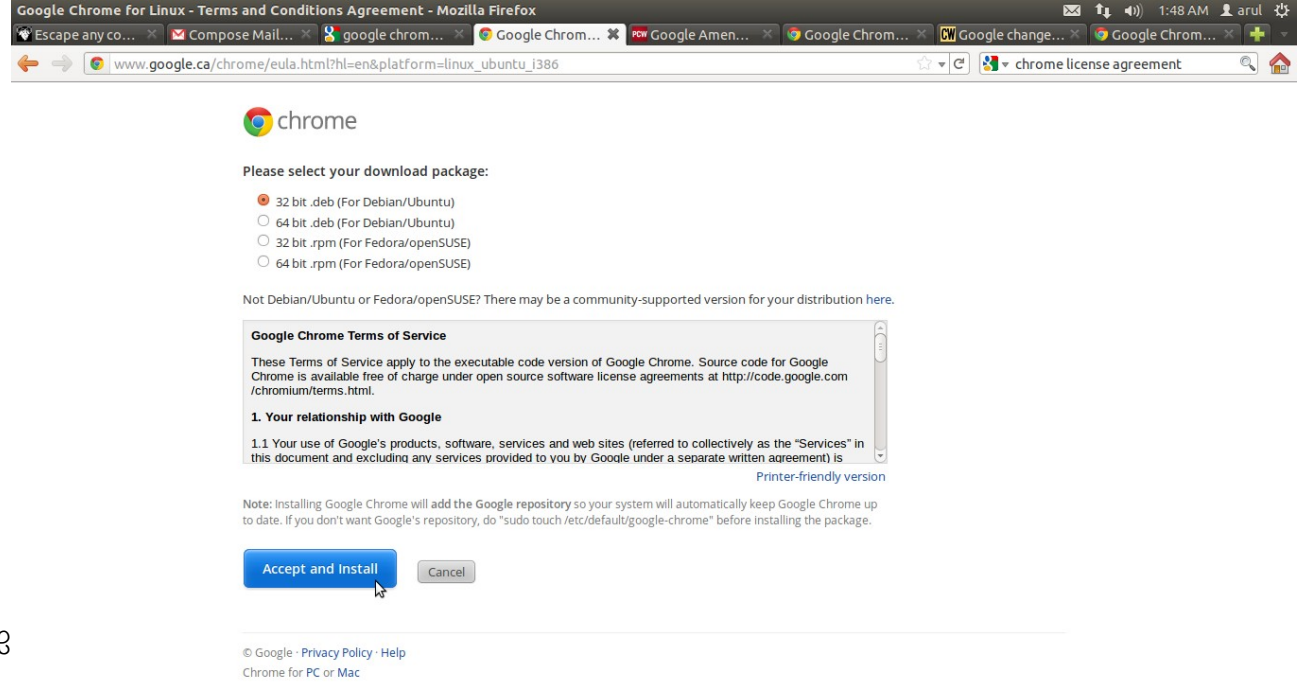 Google Chrome for Linux - Terms and Conditions Agreement - Mozilla Firefox
1:48 AM arul
Escape any co... Compose Mail... google chrom... Google Chrom... PCW Google Amen... Google Chrom... CW Google change... Google Chrom...
www.google.ca/chrome/eula.html?hl=en&platform=linux_ubuntu_i386
chrome license agreement
chrome
Please select your download package:
32 bit .deb (For Debian/Ubuntu)
64 bit .deb (For Debian/Ubuntu)
32 bit .rpm (For Fedora/openSUSE)
64 bit .rpm (For Fedora/openSUSE)
Not Debian/Ubuntu or Fedora/openSUSE? There may be a community-supported version for your distribution here.
Google Chrome Terms of Service
These Terms of Service apply to the executable code version of Google Chrome. Source code for Google
Chrome is available free of charge under open source software license agreements at http://code.google.com
/chromium/terms.html.
1. Your relationship with Google
1.1 Your use of Google's products, software, services and web sites (referred to collectively as the “Services” in
this document and excluding any services provided to you by Google under a separate written agreement) is
Printer-friendly version
Note: Installing Google Chrome will add the Google repository so your system will automatically keep Google Chrome up
to date. If you don't want Google's repository, do "sudo touch /etc/default/google-chrome" before installing the package.
Accept and Install
Cancel
© Google · Privacy Policy · Help
Chrome for PC or Mac